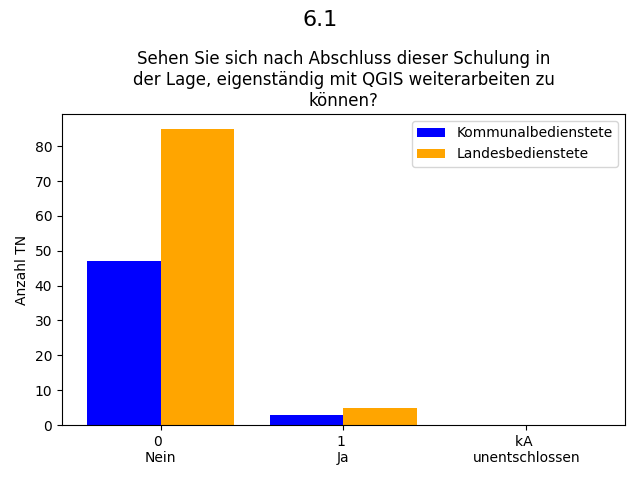 6.1
Sehen Sie sich nach Abschluss dieser Schulung in
der Lage, eigenständig mit QGIS weiterarbeiten zu
können?
Kommunalbedienstete
Landesbedienstete
Anzahl TN
80
70
60
50
40
30
20
10
0
0 1 kA
Nein Ja unentschlossen